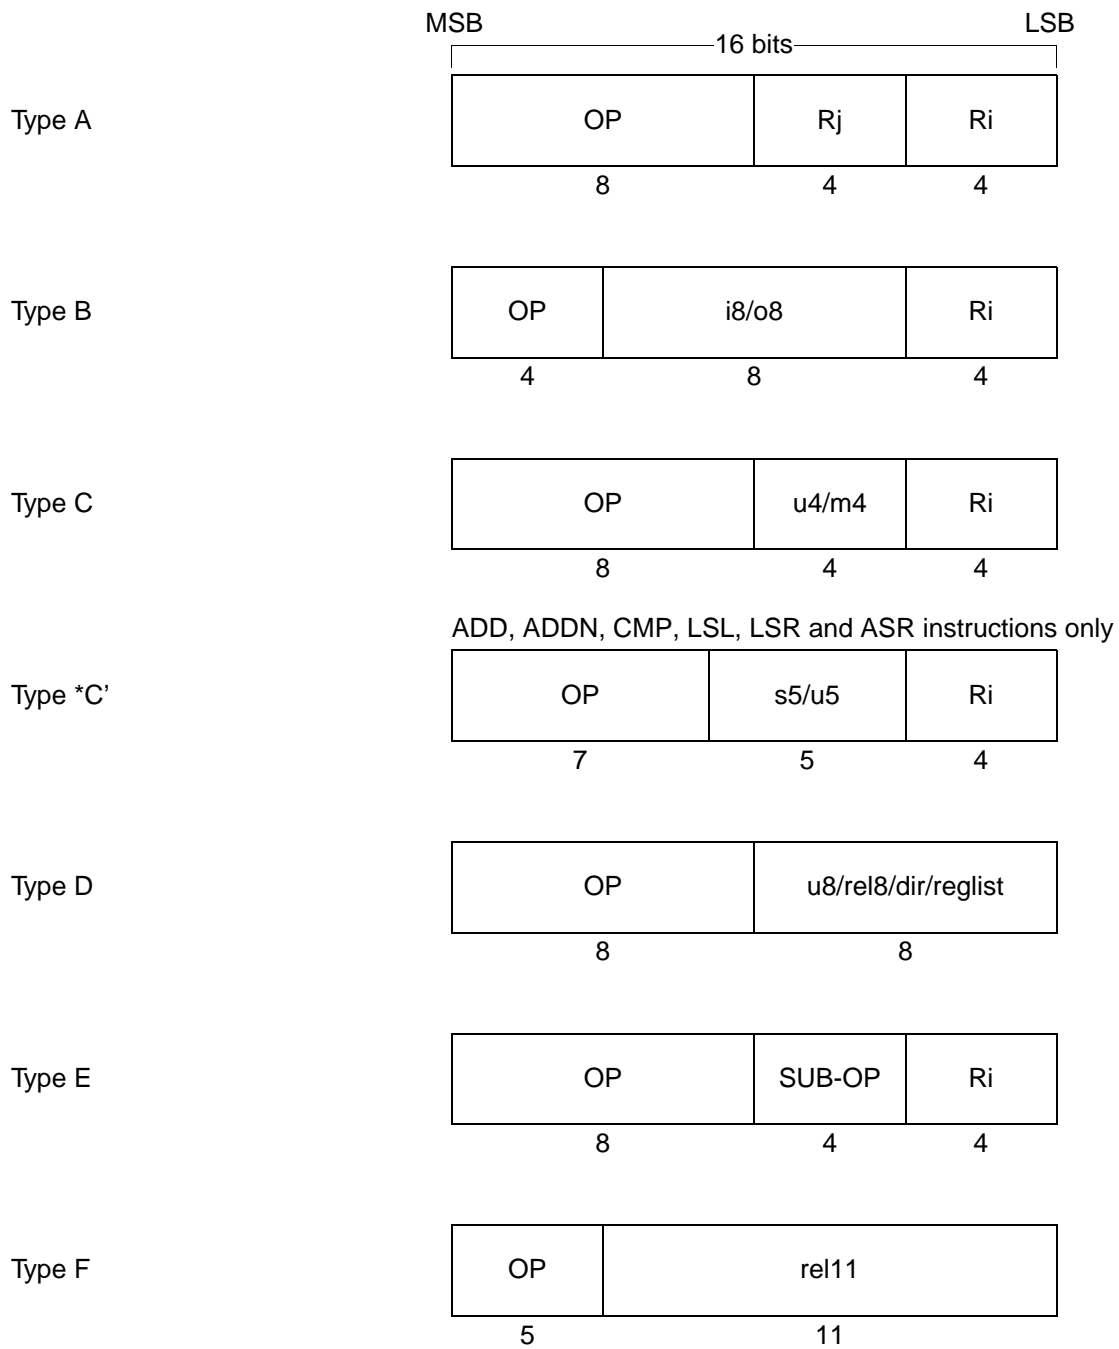 MSB LSB
16 bits
Type A OP Rj Ri
8 4 4
Type B OP i8/o8 Ri
4 8 4
Type C OP u4/m4 Ri
8 4 4
ADD, ADDN, CMP, LSL, LSR and ASR instructions only
Type *C’ OP s5/u5 Ri
7 5 4
Type D OP u8/rel8/dir/reglist
8 8
Type E OP SUB-OP Ri
8 4 4
Type F OP rel11
5 11